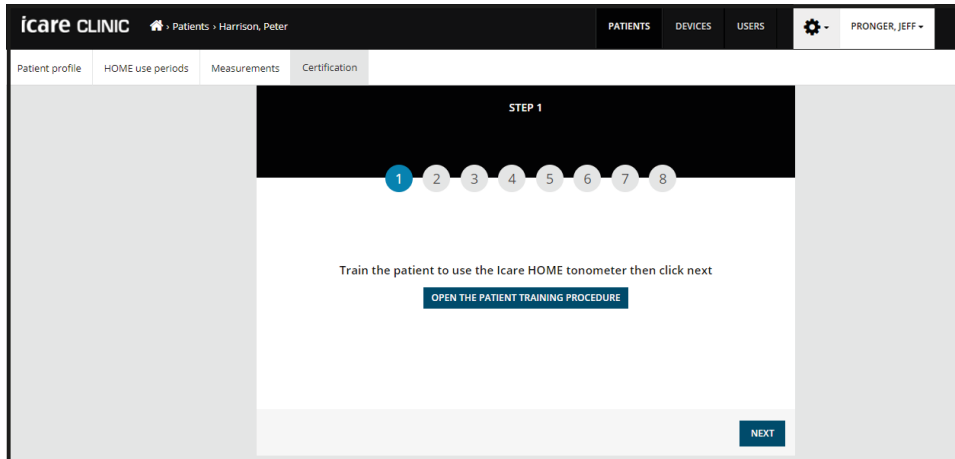 icare CLINIC › Patients › Harrison, Peter PATIENTS DEVICES USERS PRONGER, JEFF
Patient profile HOME use periods Measurements Certification
STEP 1
1 2 3 4 5 6 7 8
Train the patient to use the Icare HOME tonometer then click next
OPEN THE PATIENT TRAINING PROCEDURE
NEXT